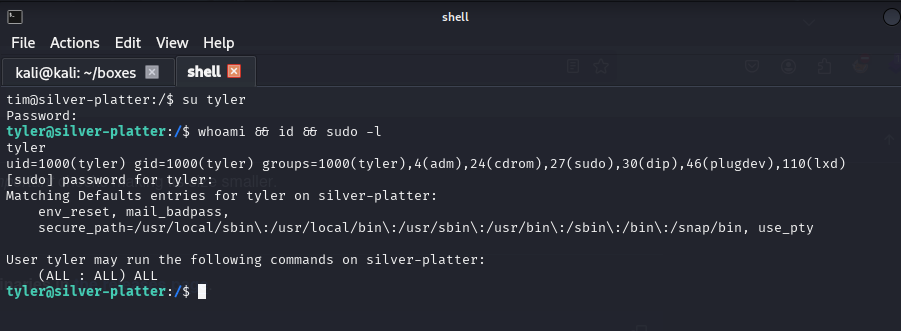 shell
File Actions Edit View Help
kali@kali: ~/boxes
shell
tim@silver-platter:/$ su tyler
Password:
tyler@silver-platter:/$ whoami && id && sudo -l
tyler
uid=1000(tyler) gid=1000(tyler) groups=1000(tyler),4(adm),24(cdrom),27(sudo),30(dip),46(plugdev),110(lxd)
[sudo] password for tyler:
Matching Defaults entries for tyler on silver-platter:
    env_reset, mail_badpass,
    secure_path=/usr/local/sbin\:/usr/local/bin\:/usr/sbin\:/usr/bin\:/sbin\:/bin\:/snap/bin, use_pty

User tyler may run the following commands on silver-platter:
    (ALL : ALL) ALL
tyler@silver-platter:/$